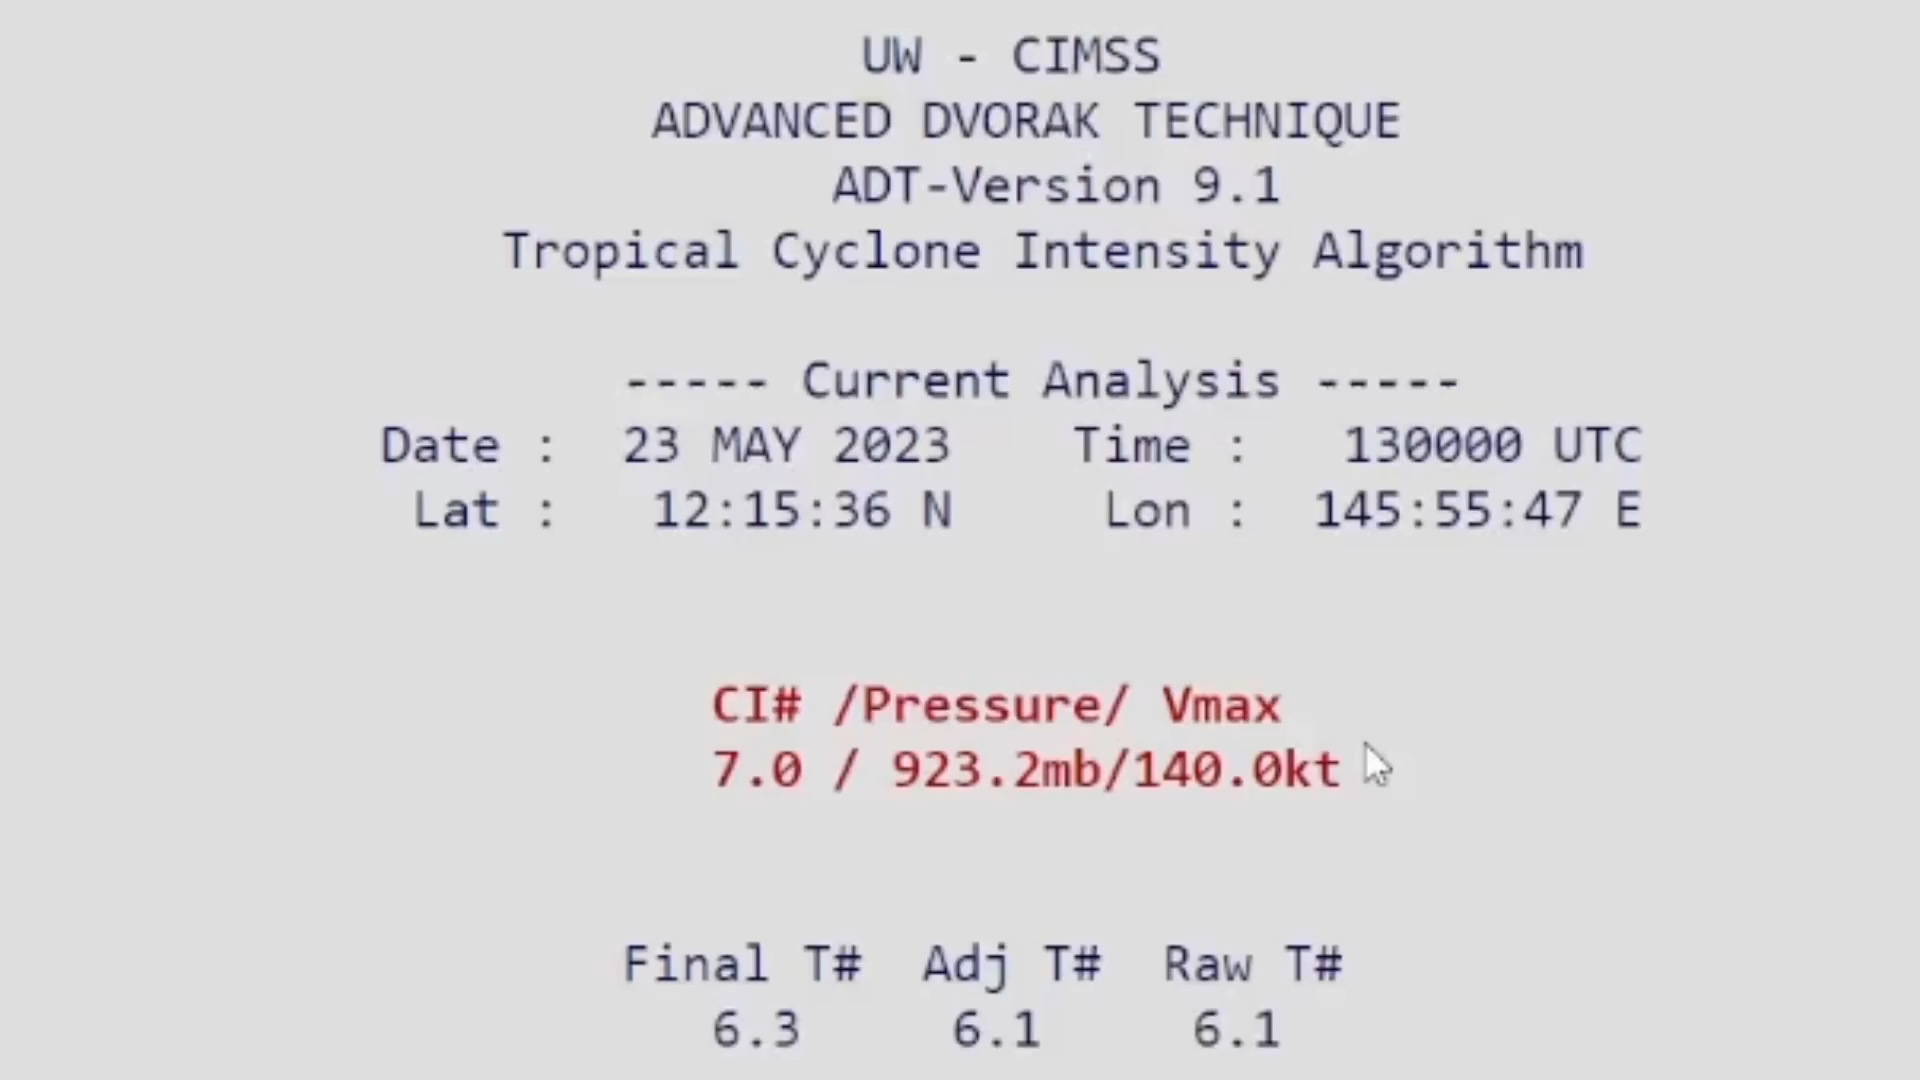 UW - CIMSS
ADVANCED DVORAK TECHNIQUE
ADT-Version 9.1
Tropical Cyclone Intensity Algorithm
----- Current Analysis -----
Date : 23 MAY 2023 Time : 130000 UTC
Lat : 12:15:36 N Lon : 145:55:47 E
CI# /Pressure/ Vmax
7.0 / 923.2mb/140.0kt
Final T# Adj T# Raw T#
6.3 6.1 6.1